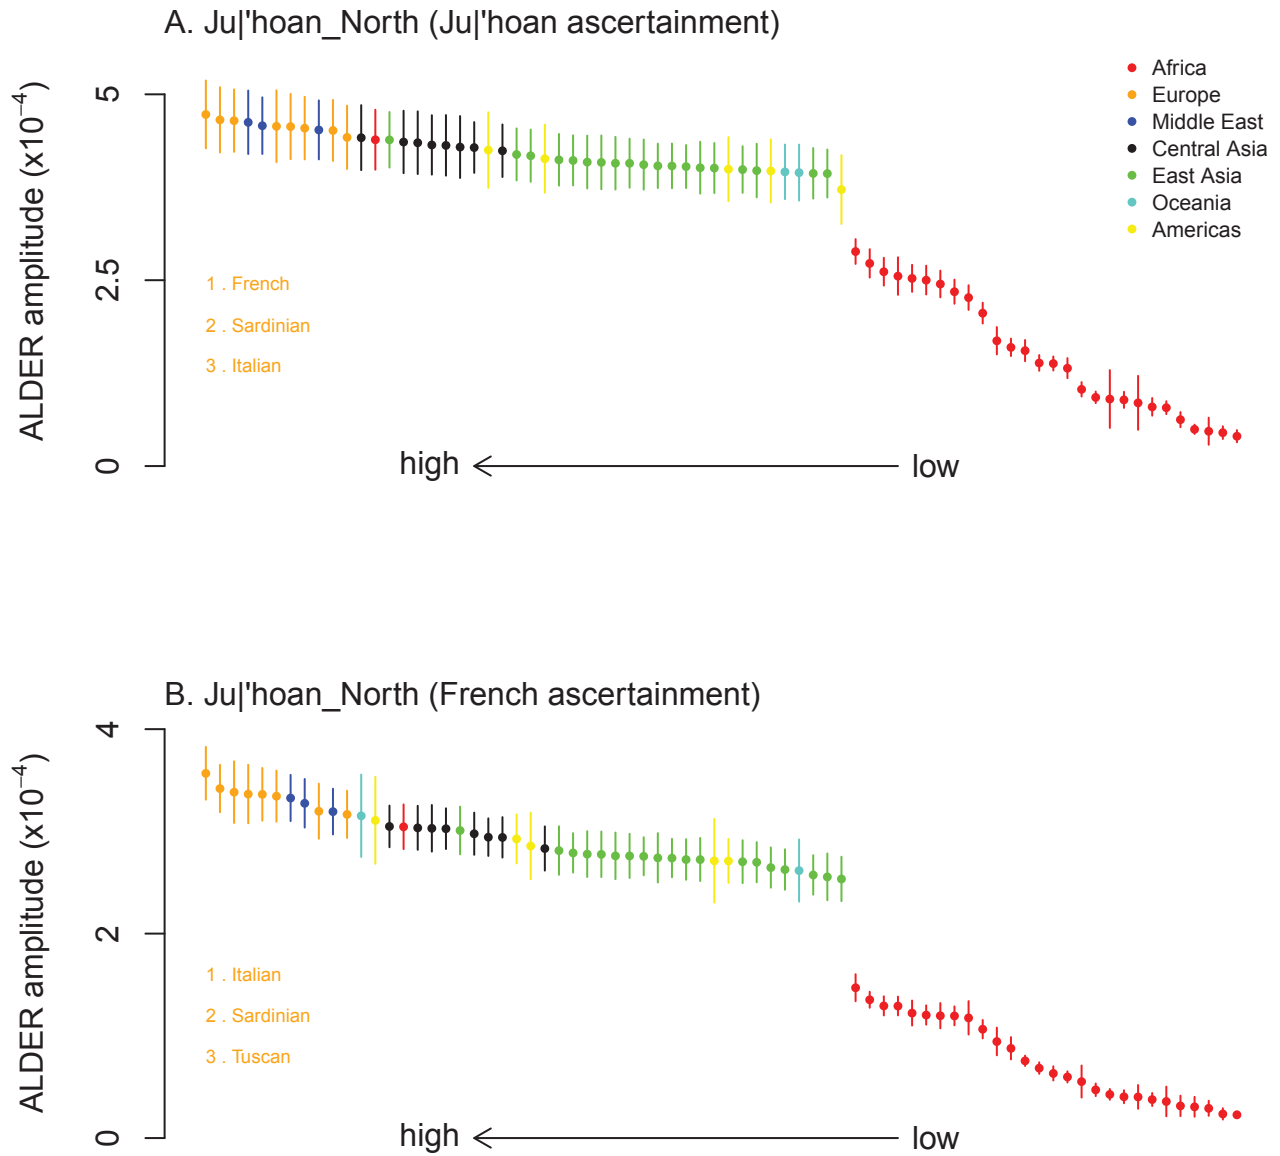 A. Ju|'hoan_North (Ju|'hoan ascertainment)
Africa
Europe
Middle East
Central Asia
East Asia
Oceania
Americas
ALDER amplitude (x10⁻⁴)
5
2.5
0
1 . French
2 . Sardinian
3 . Italian
high
low
B. Ju|'hoan_North (French ascertainment)
ALDER amplitude (x10⁻⁴)
4
2
0
1 . Italian
2 . Sardinian
3 . Tuscan
high
low